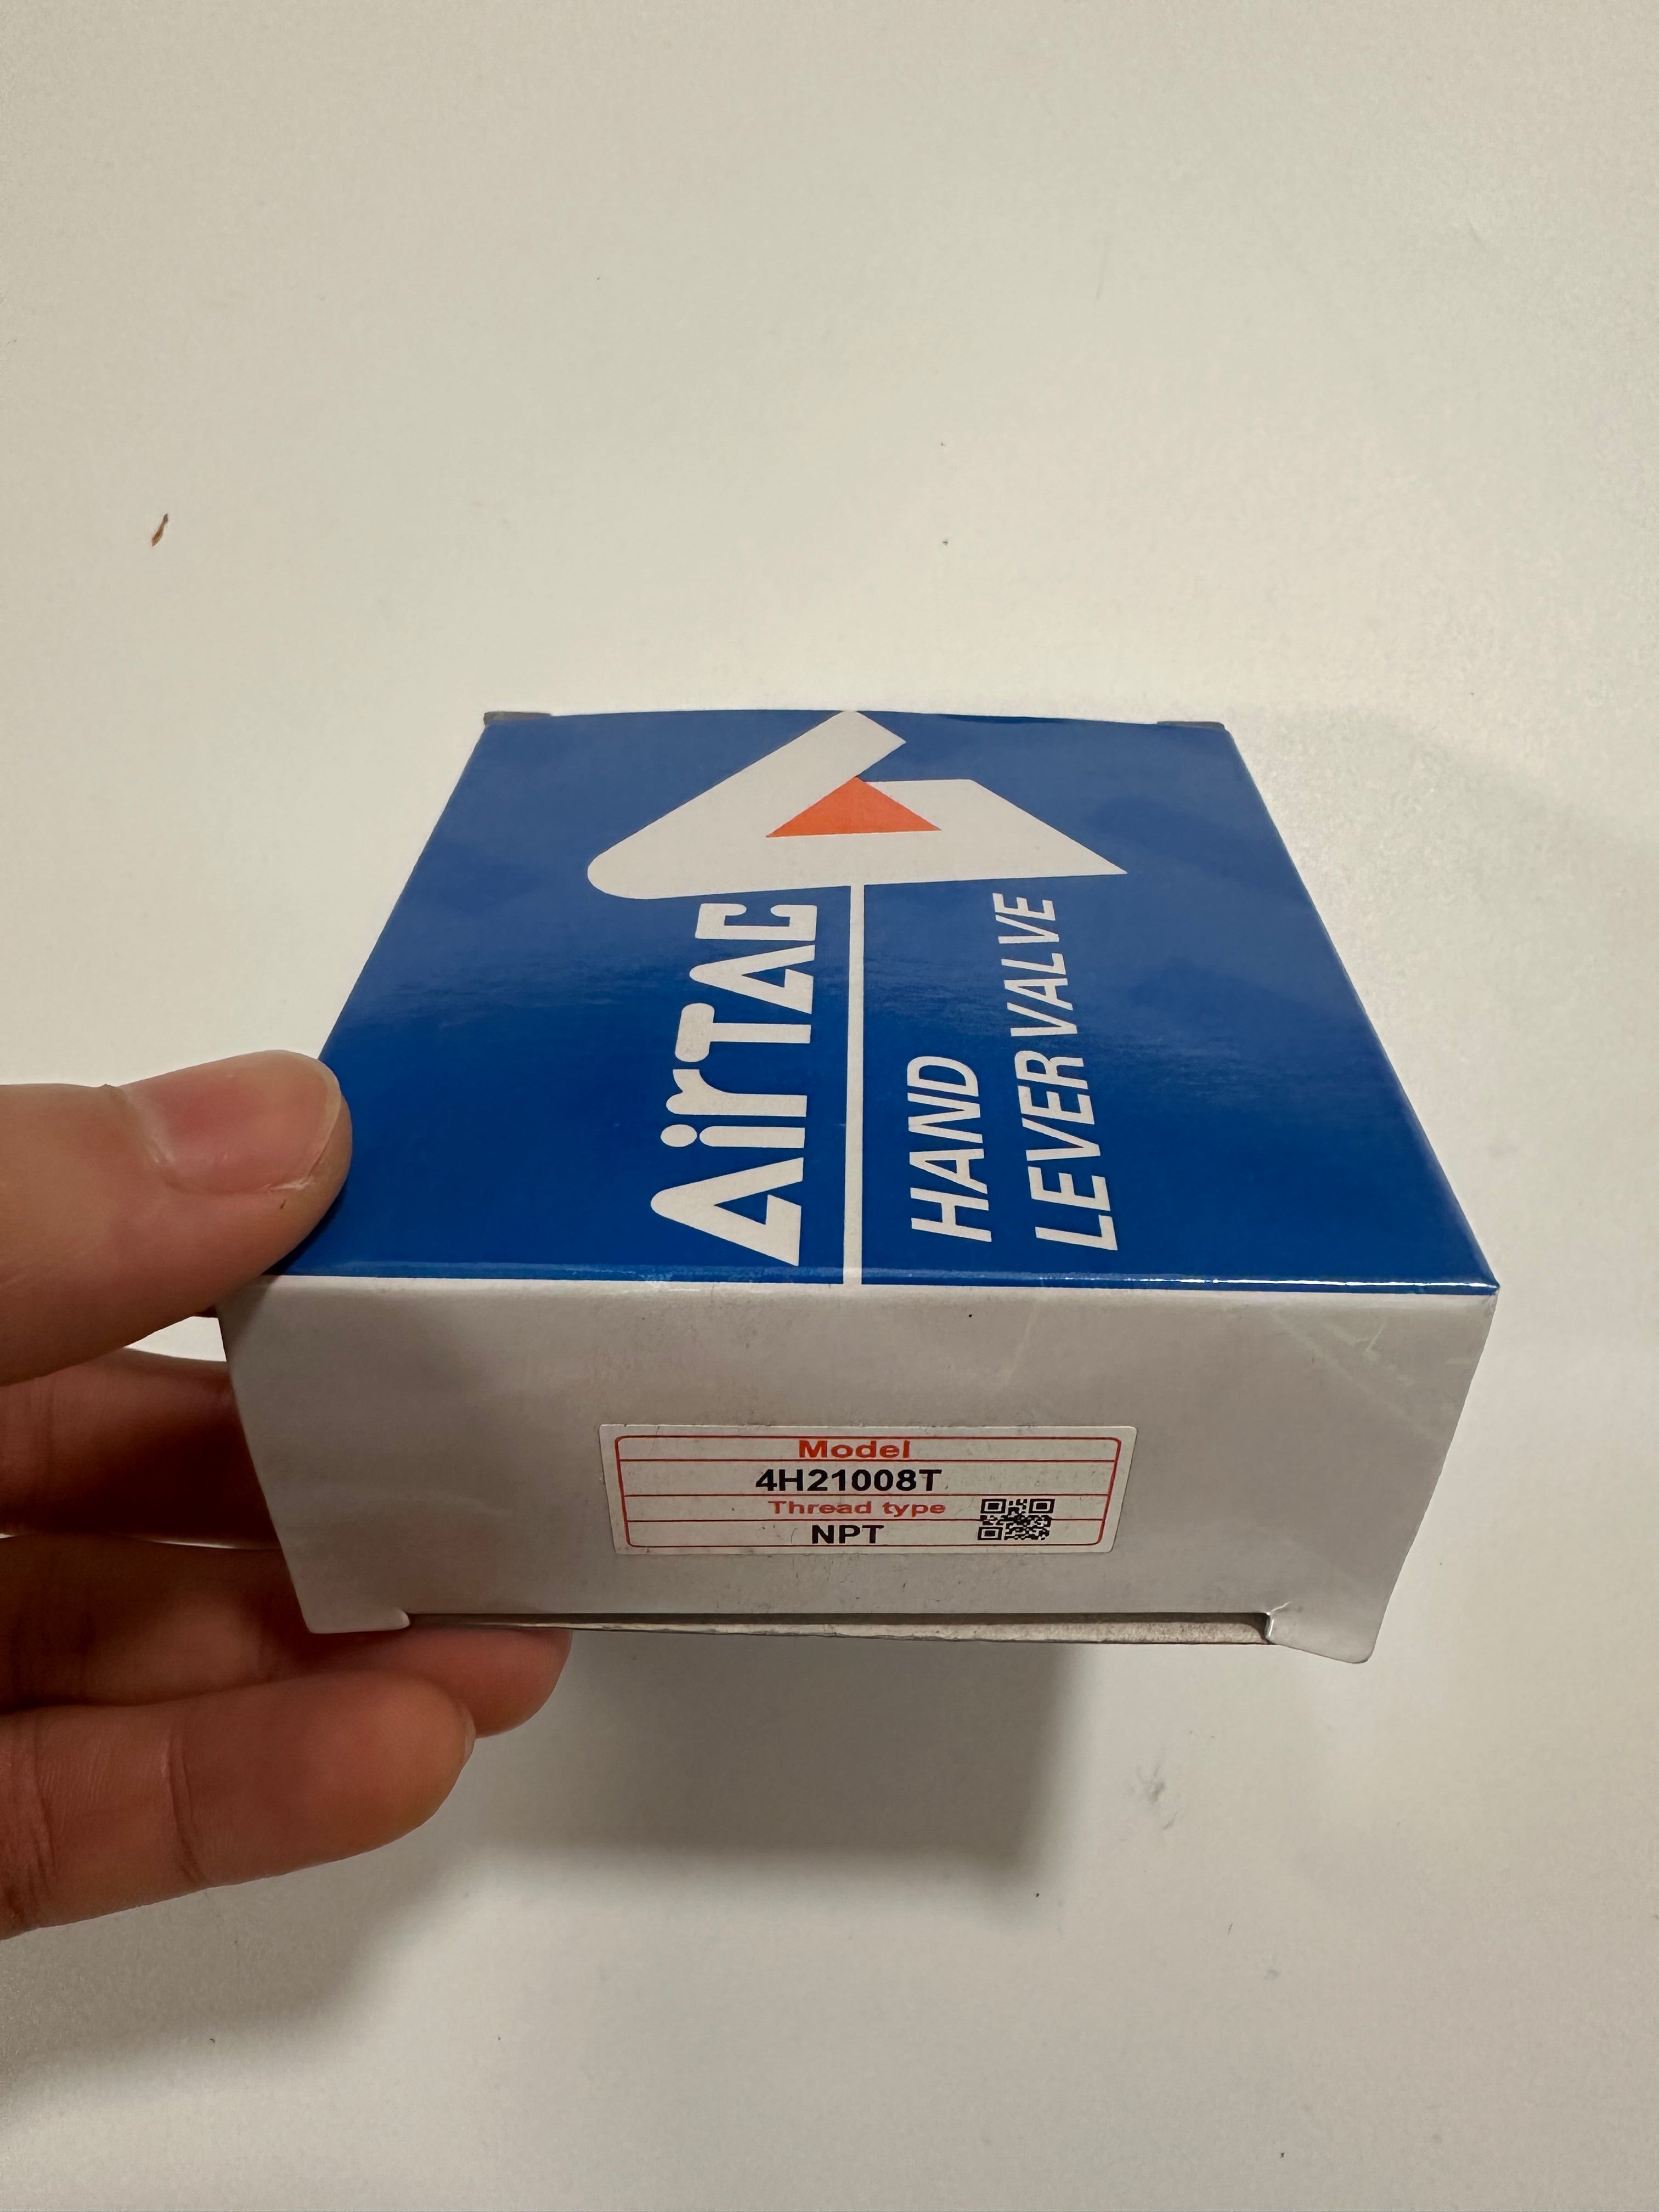 AirTAC
HAND
LEVER VALVE
Model
4H21008T
Thread type
NPT